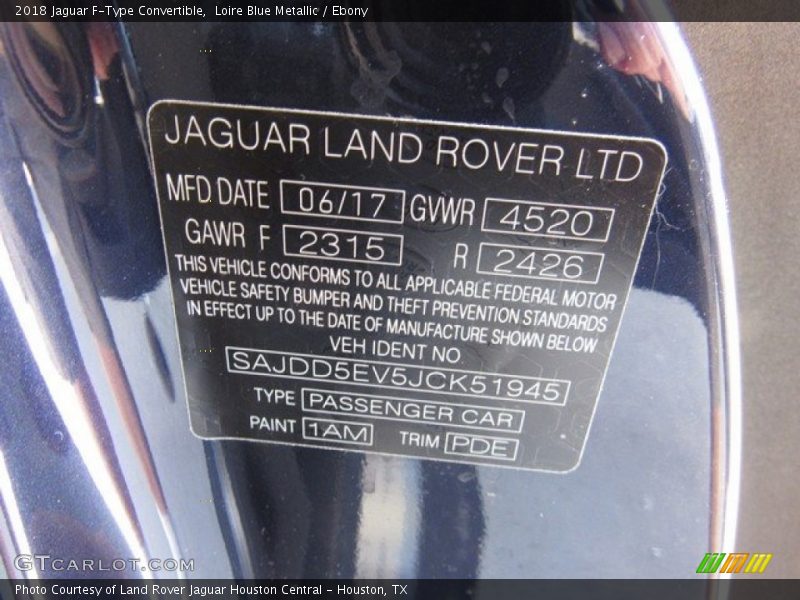 2018 Jaguar F-Type Convertible,  Loire Blue Metallic / Ebony
JAGUAR LAND ROVER LTD
MFD DATE 06/17 GVWR 4520
GAWR F 2315 R 2426
THIS VEHICLE CONFORMS TO ALL APPLICABLE FEDERAL MOTOR
VEHICLE SAFETY BUMPER AND THEFT PREVENTION STANDARDS
IN EFFECT UP TO THE DATE OF MANUFACTURE SHOWN BELOW
VEH IDENT NO
SAJDD5EV5JCK51945
TYPE PASSENGER CAR
PAINT 1AM TRIM PDE
GTCARLOT.COM
Photo Courtesy of Land Rover Jaguar Houston Central - Houston, TX